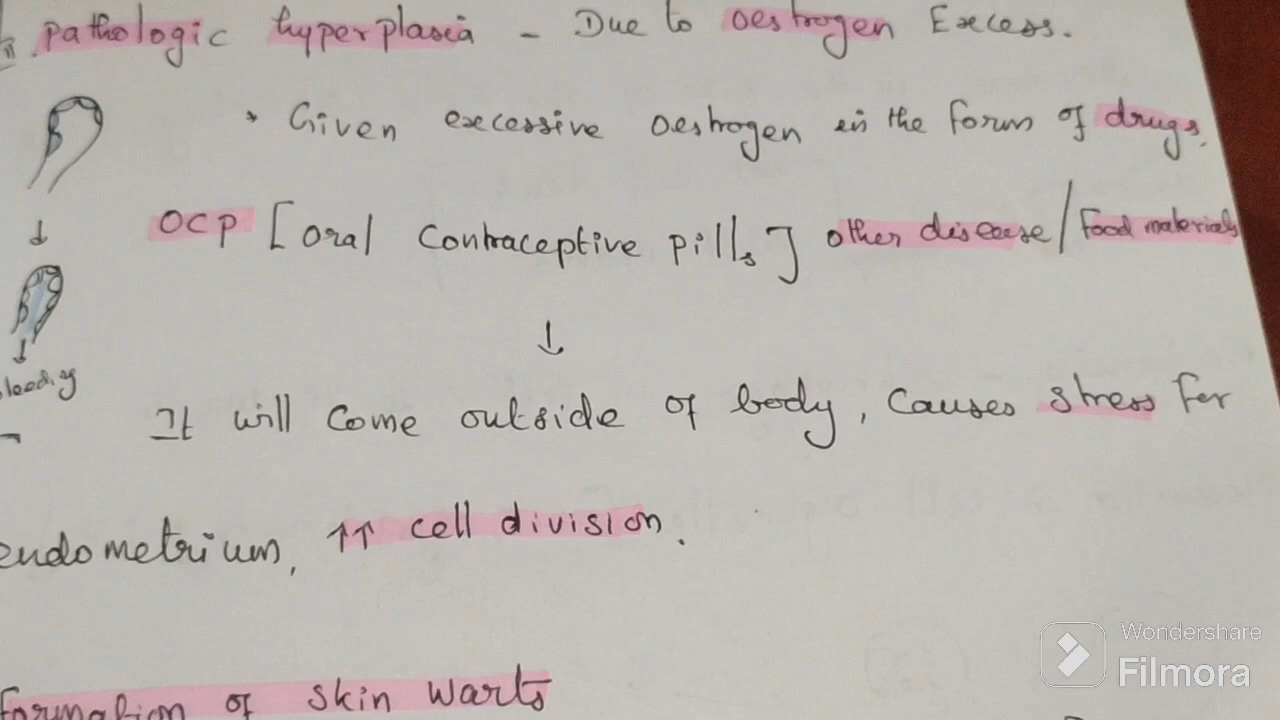 pathologic hyperplasia - Due to oestrogen Excess.
* Given excessive oestrogen in the form of drugs.
OCP [Oral Contraceptive pills] other disease/Food materials
↓
It will come outside of body, causes stress for
endometrium, ↑↑ cell division.
Formation of skin warts
↓
↓
leeding
Wondershare
Filmora